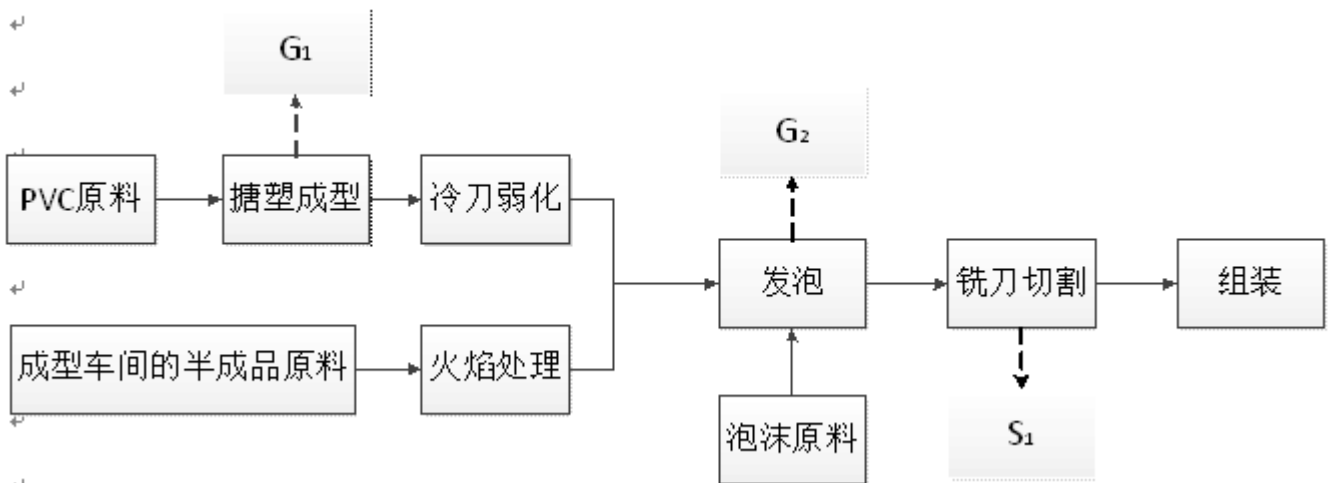 G₁
G₂
PVC原料
搪塑成型
冷刀弱化
发泡
铣刀切割
组装
成型车间的半成品原料
火焰处理
泡沫原料
S₁